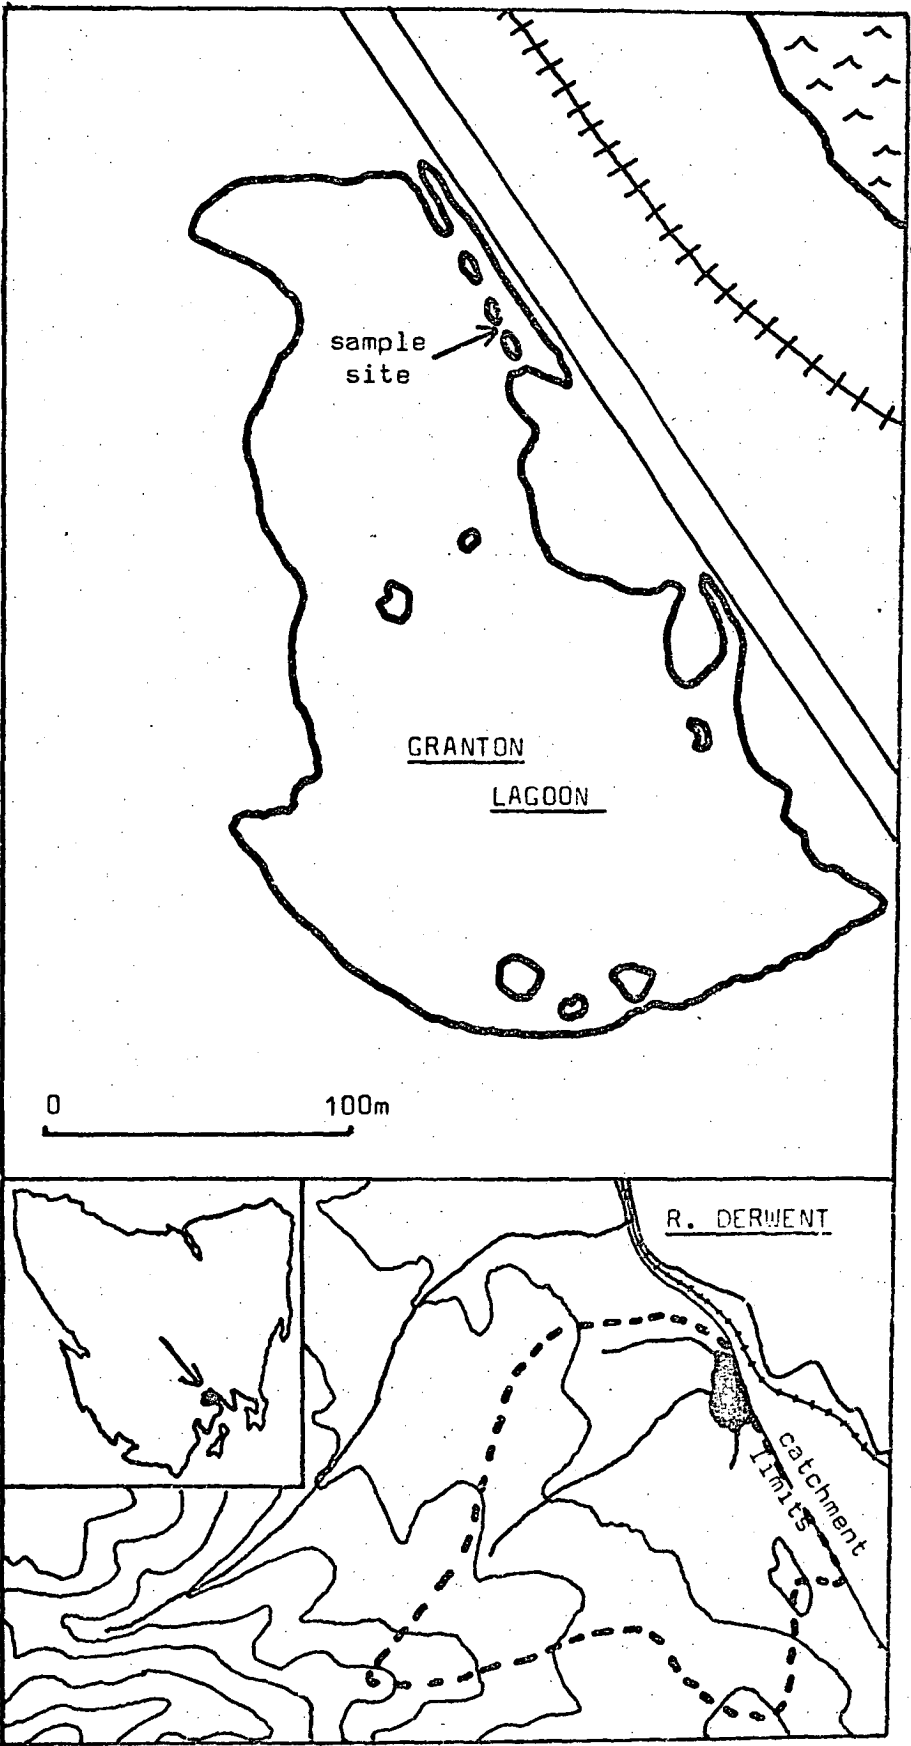 sample
site
GRANTON
LAGOON
0 100m
R. DERWENT
catchment
limits